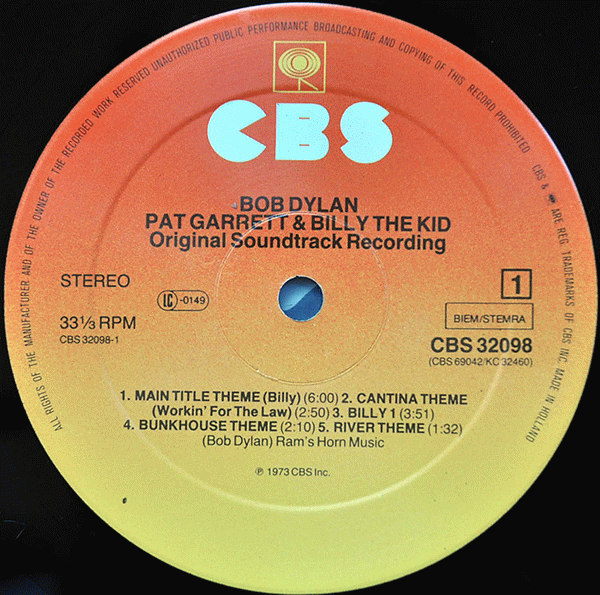 ALL RIGHTS OF THE MANUFACTURER AND OF THE OWNER OF THE RECORDED WORK RESERVED UNAUTHORIZED PUBLIC PERFORMANCE BROADCASTING AND COPYING OF THIS RECORD PROHIBITED CBS & ARE REG. TRADEMARKS OF CBS INC. MADE IN HOLLAND
CBS
BOB DYLAN
PAT GARRETT & BILLY THE KID
Original Soundtrack Recording
STEREO
LC -0149
1
33⅓ RPM
BIEM/STEMRA
CBS 32098-1
CBS 32098
(CBS 69042/KC 32460)
1. MAIN TITLE THEME (Billy) (6:00) 2. CANTINA THEME
(Workin' For The Law) (2:50) 3. BILLY 1 (3:51)
4. BUNKHOUSE THEME (2:10) 5. RIVER THEME (1:32)
(Bob Dylan) Ram's Horn Music
℗ 1973 CBS Inc.